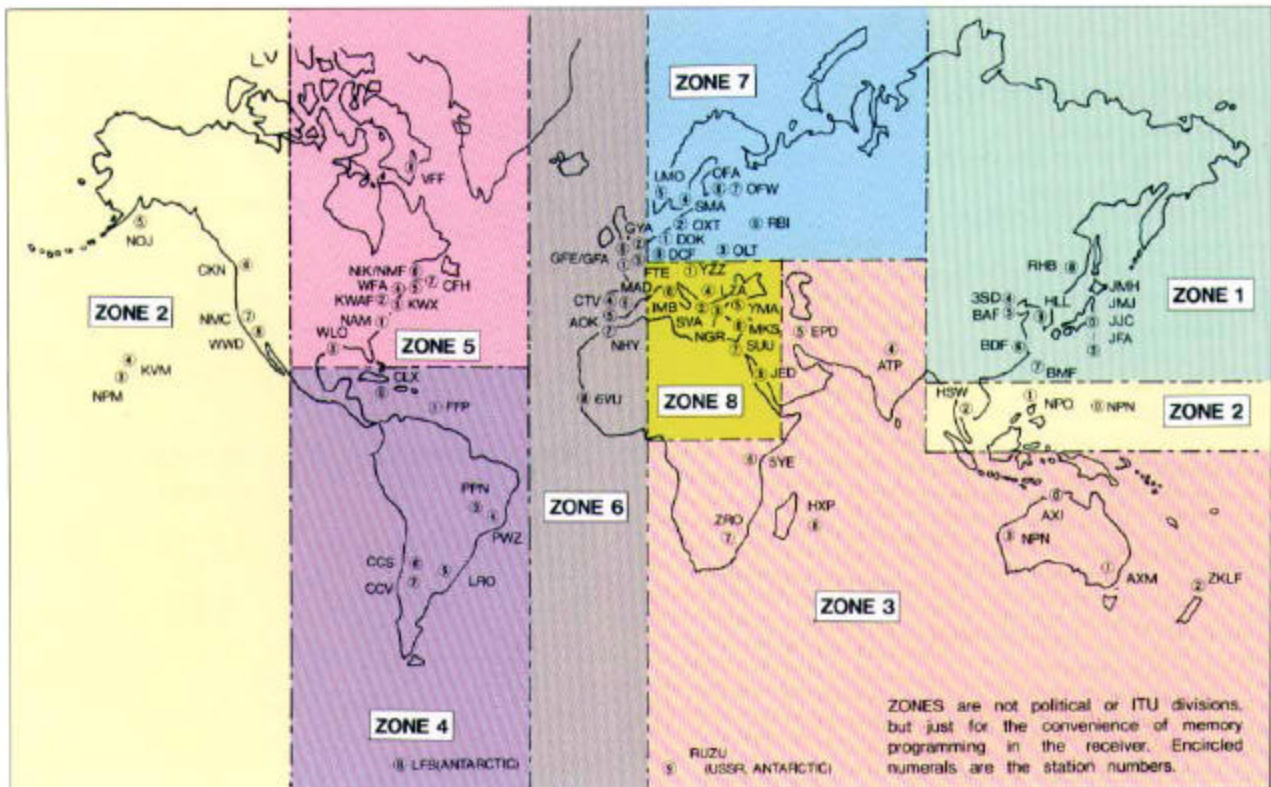 ZONE 7
LMO
OFA
VFF
⑦ OFW
SMA
NOJ
GYA
OXT
RBI
DDK
GFE/GFA
DCF
OLT
CKN
NIK/NMF
FTE
YZZ
RHB
WFA
CFH
MAD
LZA
JMH
KWAF
KWX
CTV
IMB
YMA
3SD
HLL
JMJ
ZONE 1
ZONE 2
NMC
NAM
AOK
SVA
MKS
BAF
JJC
WWD
WLO
ZONE 5
NHY
NGR
SUU
EPD
ATP
BDF
JFA
KVM
CLX
JED
BMF
NPM
FFP
6VU
ZONE 8
HSW
NPO
NPN
ZONE 2
5YE
PPN
ZONE 6
HXP
AXI
PWZ
ZRO
NPN
CCS
LRO
AXM
ZKLF
CCV
ZONE 3
ZONE 4
ZONES are not political or ITU divisions,
but just for the convenience of memory
programming in the receiver. Encircled
numerals are the station numbers.
⑧ LFB(ANTARCTIC)
RUZU
(USSR, ANTARCTIC)